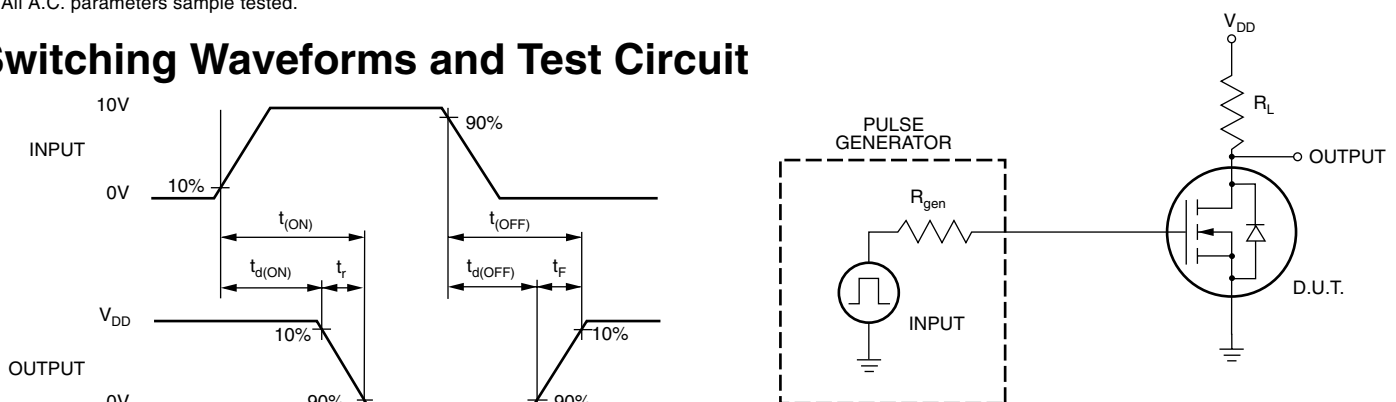 All A.C. parameters sample tested.
Switching Waveforms and Test Circuit
10V
INPUT
0V
10%
90%
t(ON)
t(OFF)
td(ON)
tr
td(OFF)
tF
VDD
OUTPUT
0V
10%
10%
90%
90%
PULSE
GENERATOR
Rgen
INPUT
VDD
RL
OUTPUT
D.U.T.